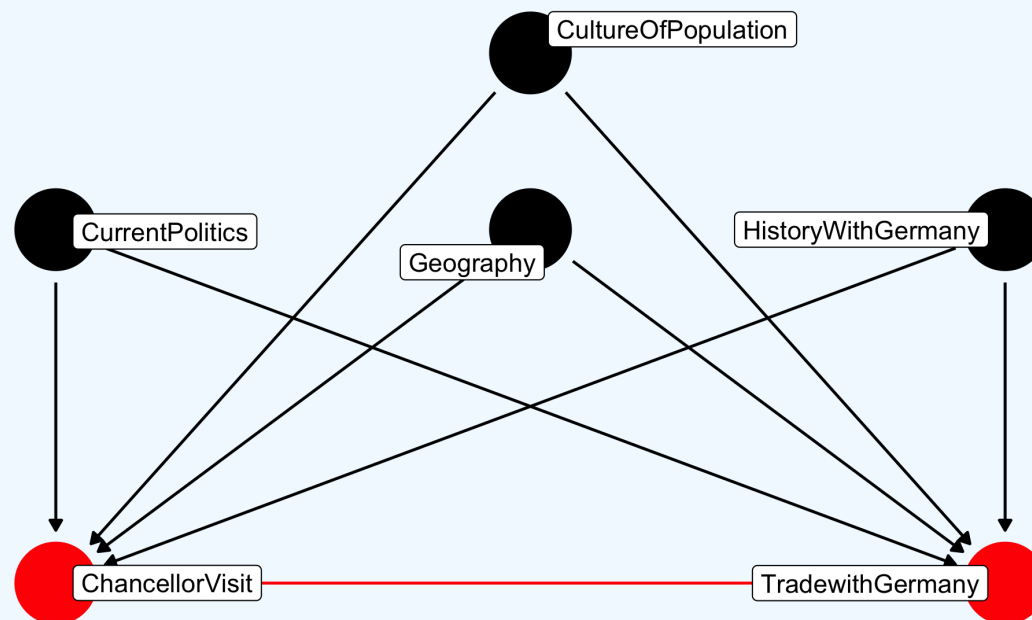 CultureOfPopulation
CurrentPolitics
HistoryWithGermany
Geography
ChancellorVisit
TradewithGermany